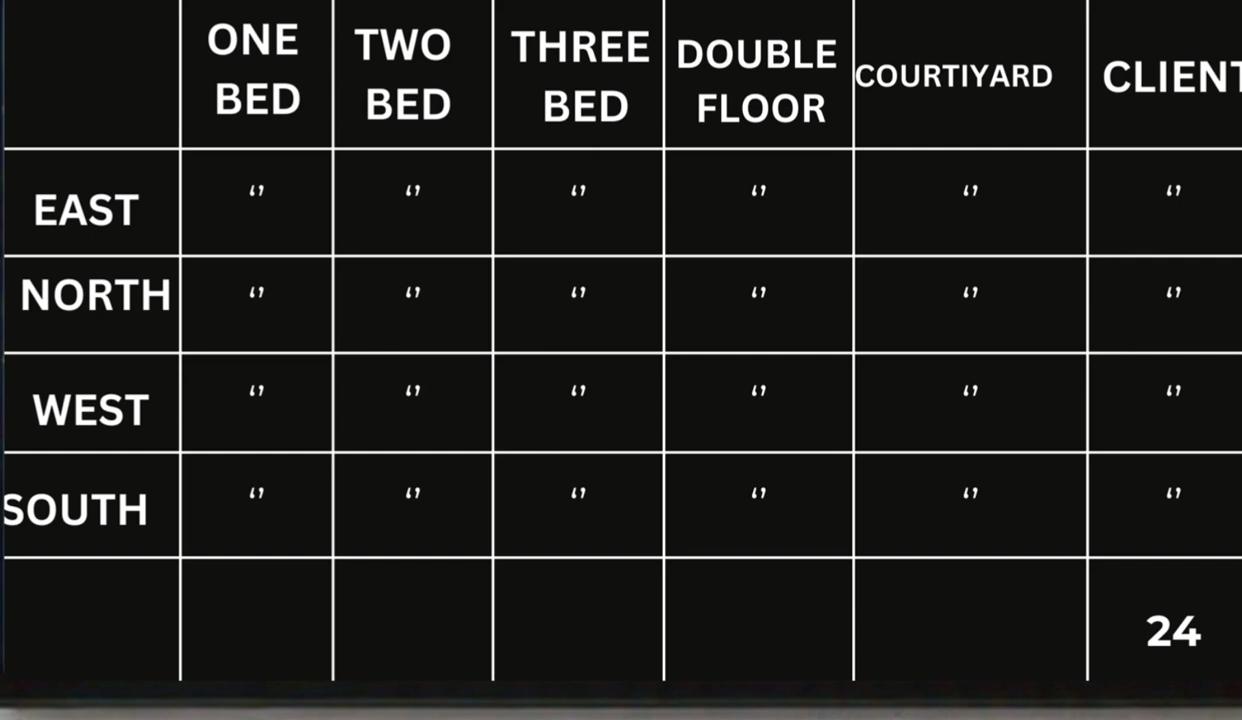 ONE BED TWO BED THREE BED DOUBLE FLOOR COURTIYARD CLIENT
EAST ‘’ ‘’ ‘’ ‘’ ‘’ ‘’
NORTH ‘’ ‘’ ‘’ ‘’ ‘’ ‘’
WEST ‘’ ‘’ ‘’ ‘’ ‘’ ‘’
SOUTH ‘’ ‘’ ‘’ ‘’ ‘’ ‘’
24